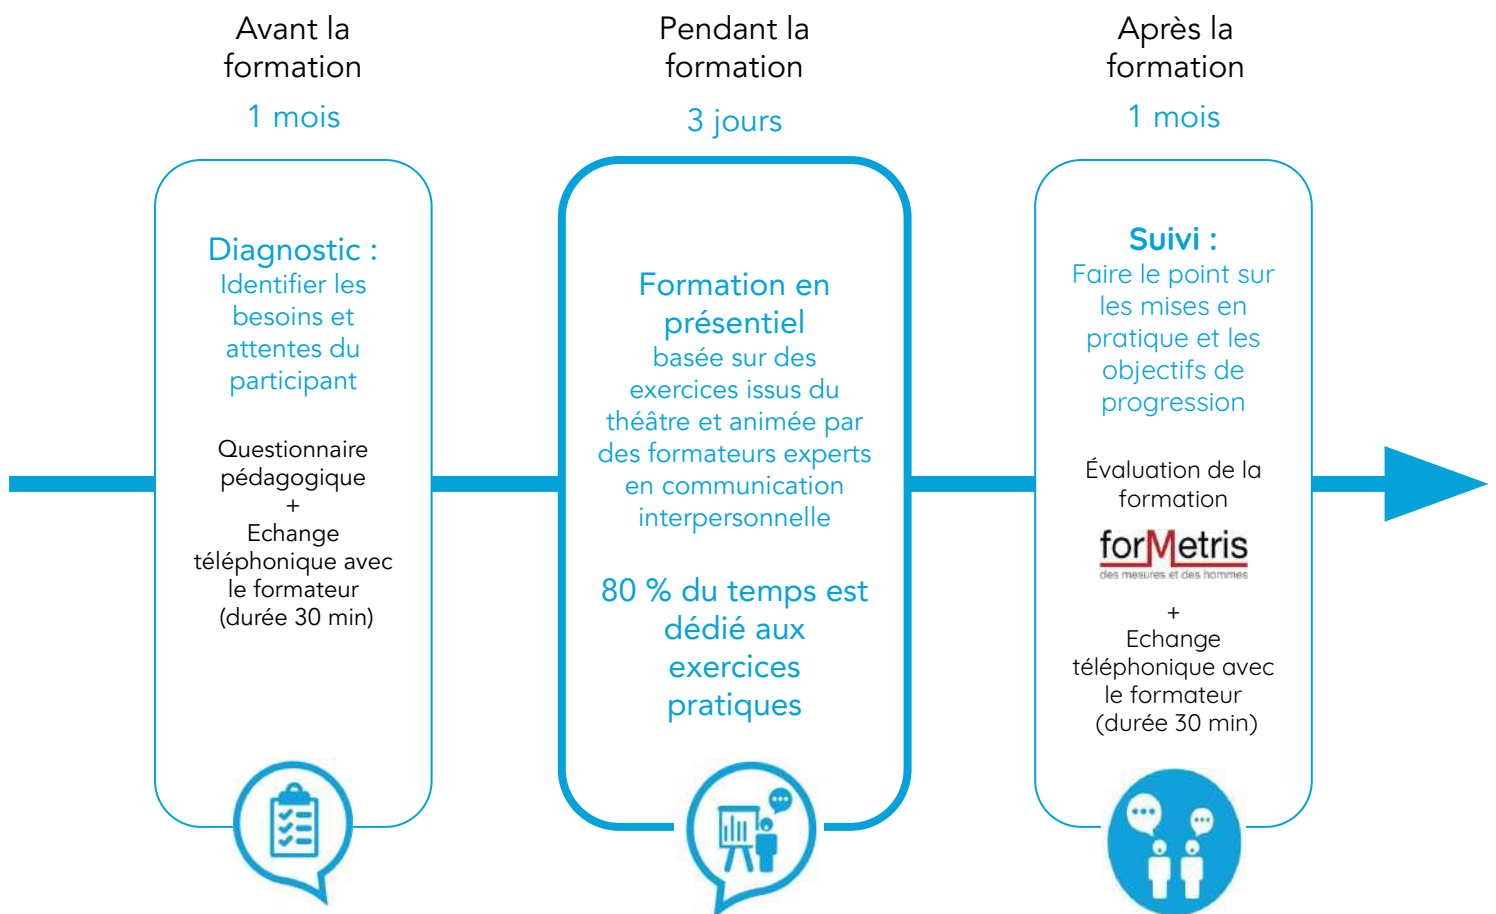 Avant la
formation
1 mois
Diagnostic :
Identifier les
besoins et
attentes du
participant
Questionnaire
pédagogique
+
Echange
téléphonique avec
le formateur
(durée 30 min)
Pendant la
formation
3 jours
Formation en
présentiel
basée sur des
exercices issus du
théâtre et animée par
des formateurs experts
en communication
interpersonnelle
80 % du temps est
dédié aux
exercices
pratiques
Après la
formation
1 mois
Suivi :
Faire le point sur
les mises en
pratique et les
objectifs de
progression
Évaluation de la
formation
forMetris
des mesures et des hommes
+
Echange
téléphonique avec
le formateur
(durée 30 min)